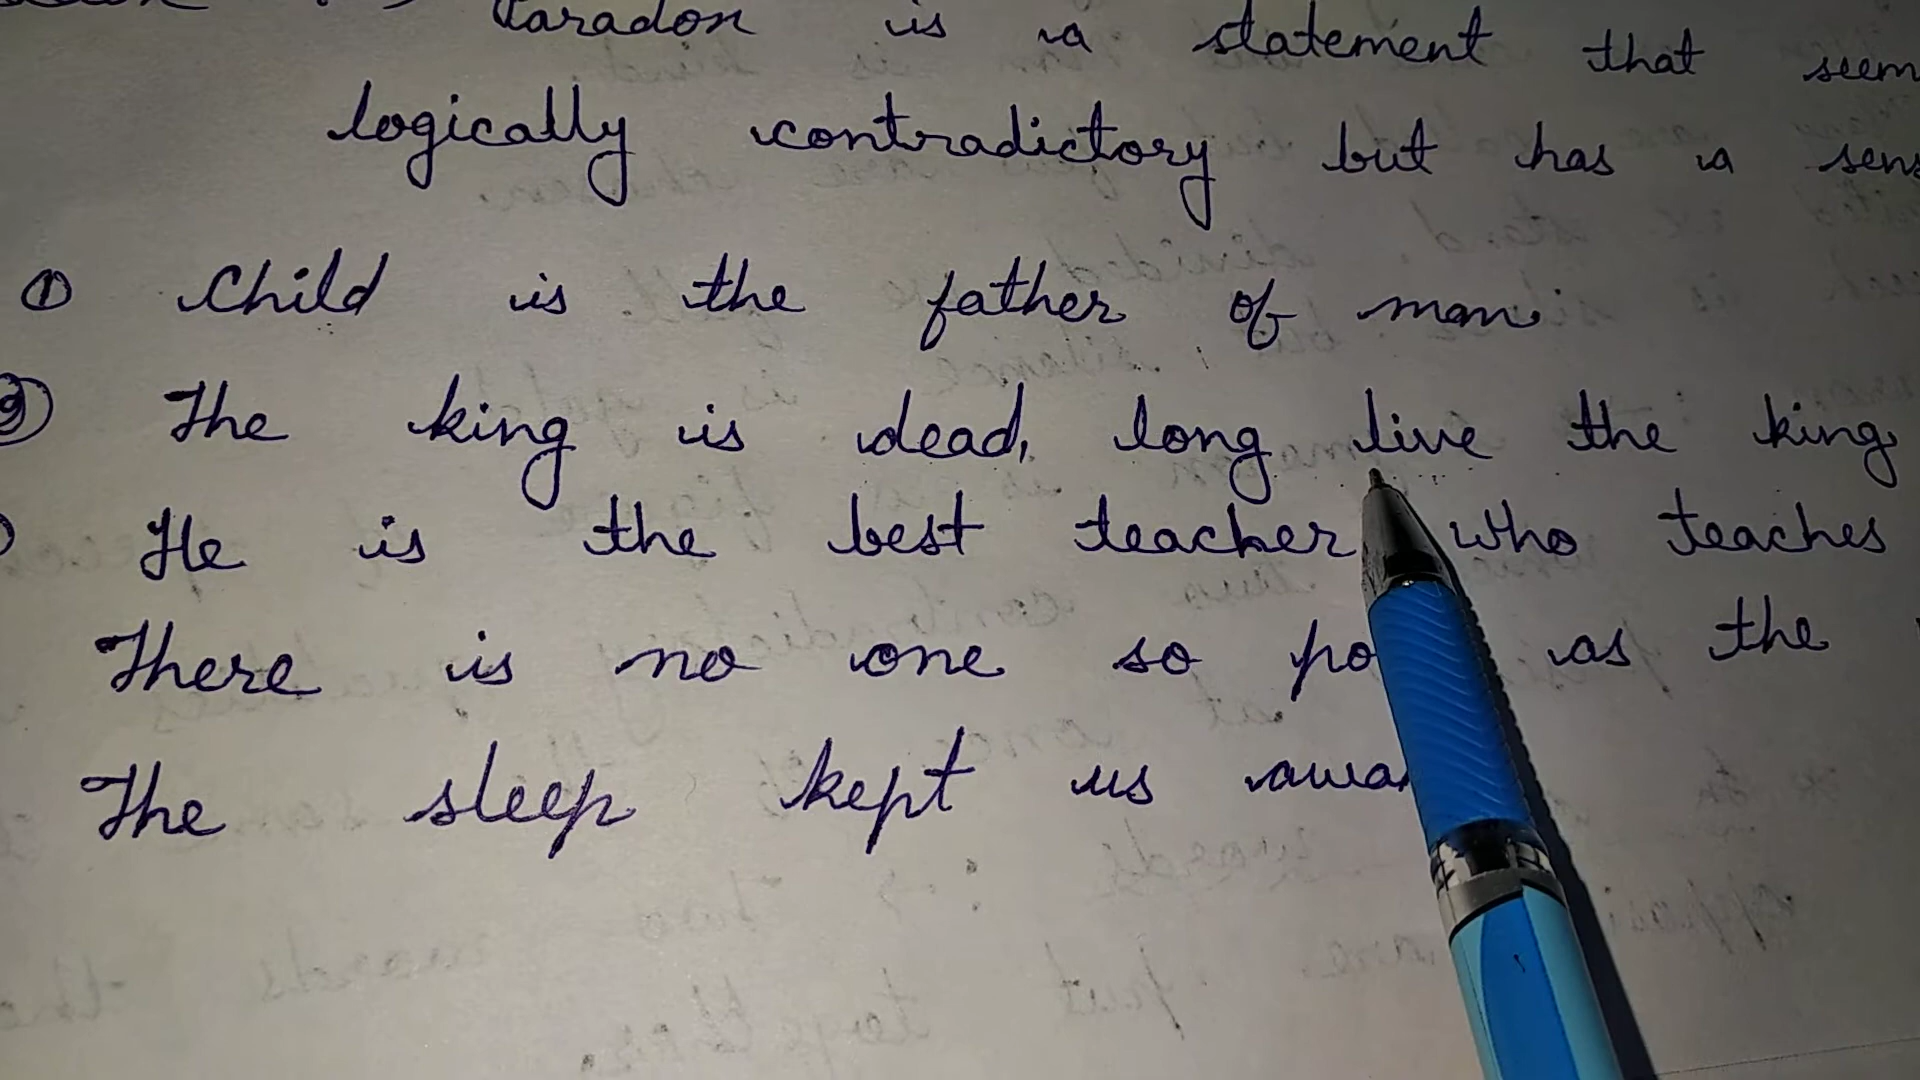 Paradox is a statement that seem
logically contradictory but has a sens
① Child is the father of man.
The king is dead, long live the king
He is the best teacher who teaches
There is no one so as the
The sleep kept us